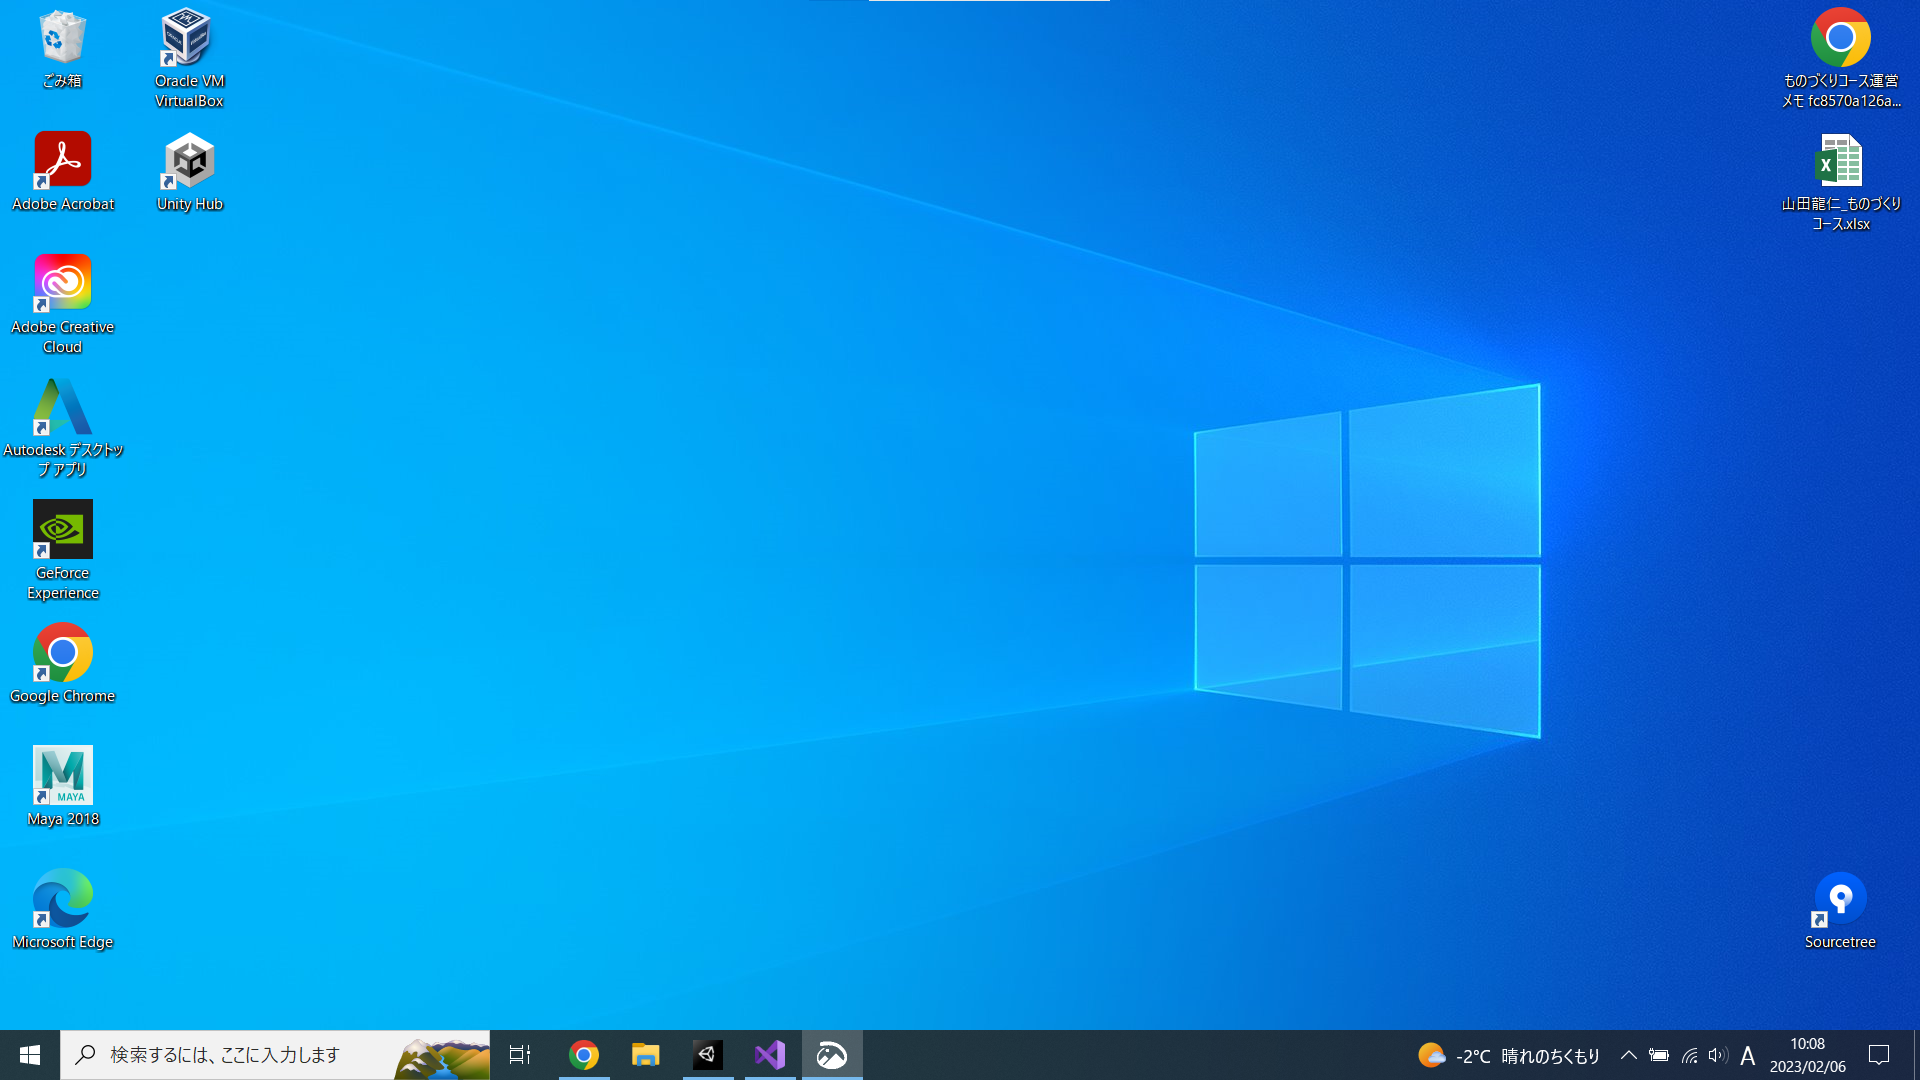 ごみ箱
Oracle VM
VirtualBox
Adobe Acrobat
Unity Hub
Adobe Creative
Cloud
Autodesk デスクトッ
プ アプリ
GeForce
Experience
Google Chrome
MAYA
Maya 2018
Microsoft Edge
ものづくりコース運営
メモ fc8570a126a...
山田龍仁_ものづくり
コース.xlsx
Sourcetree
検索するには、ここに入力します
-2°C 晴れのちくもり
A
10:08
2023/02/06